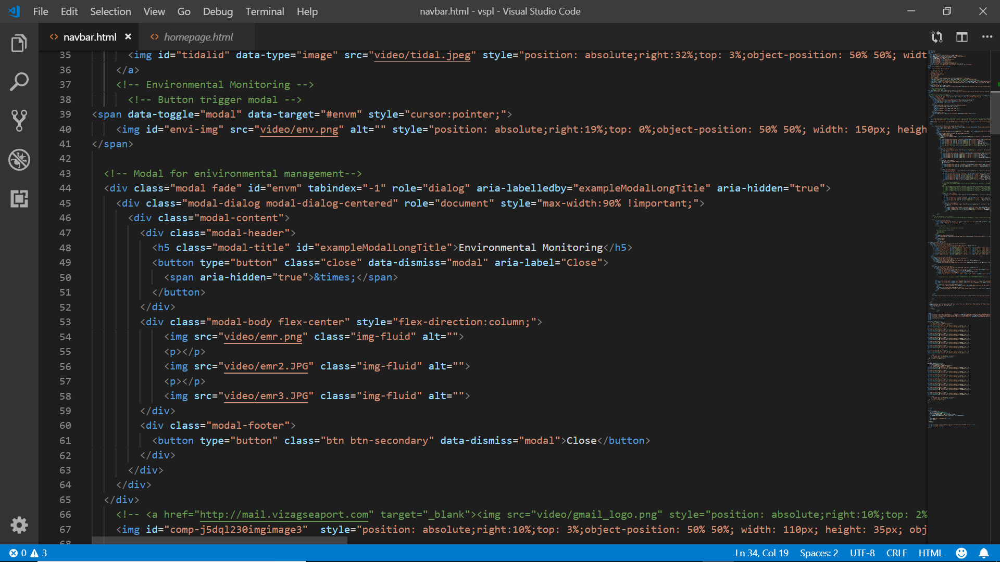 File Edit Selection View Go Debug Terminal Help navbar.html - vspl - Visual Studio Code
navbar.html homepage.html
35 <img id="tidalid" data-type="image" src="video/tidal.jpeg" style="position: absolute;right:32%;top: 3%;object-position: 50% 50%; widt
36 </a>
37 <!-- Environmental Monitoring -->
38 <!-- Button trigger modal -->
39 <span data-toggle="modal" data-target="#envm" style="cursor:pointer;">
40 <img id="envi-img" src="video/env.png" alt="" style="position: absolute;right:19%;top: 0%;object-position: 50% 50%; width: 150px; heigh
41 </span>
42
43 <!-- Modal for enivironmental management-->
44 <div class="modal fade" id="envm" tabindex="-1" role="dialog" aria-labelledby="exampleModalLongTitle" aria-hidden="true">
45 <div class="modal-dialog modal-dialog-centered" role="document" style="max-width:90% !important;">
46 <div class="modal-content">
47 <div class="modal-header">
48 <h5 class="modal-title" id="exampleModalLongTitle">Environmental Monitoring</h5>
49 <button type="button" class="close" data-dismiss="modal" aria-label="Close">
50 <span aria-hidden="true">&times;</span>
51 </button>
52 </div>
53 <div class="modal-body flex-center" style="flex-direction:column;">
54 <img src="video/emr.png" class="img-fluid" alt="">
55 <p></p>
56 <img src="video/emr2.JPG" class="img-fluid" alt="">
57 <p></p>
58 <img src="video/emr3.JPG" class="img-fluid" alt="">
59 </div>
60 <div class="modal-footer">
61 <button type="button" class="btn btn-secondary" data-dismiss="modal">Close</button>
62 </div>
63 </div>
64 </div>
65 </div>
66 <!-- <a href="http://mail.vizagseaport.com" target="_blank"><img src="video/gmail_logo.png" style="position: absolute;right:10%;top: 2%
67 <img id="comp-j5dql230imgimage3"  style="position: absolute;right:10%;top: 3%;object-position: 50% 50%; width: 110px; height: 35px; obj
68
0 3 Ln 34, Col 19 Spaces: 2 UTF-8 CRLF HTML